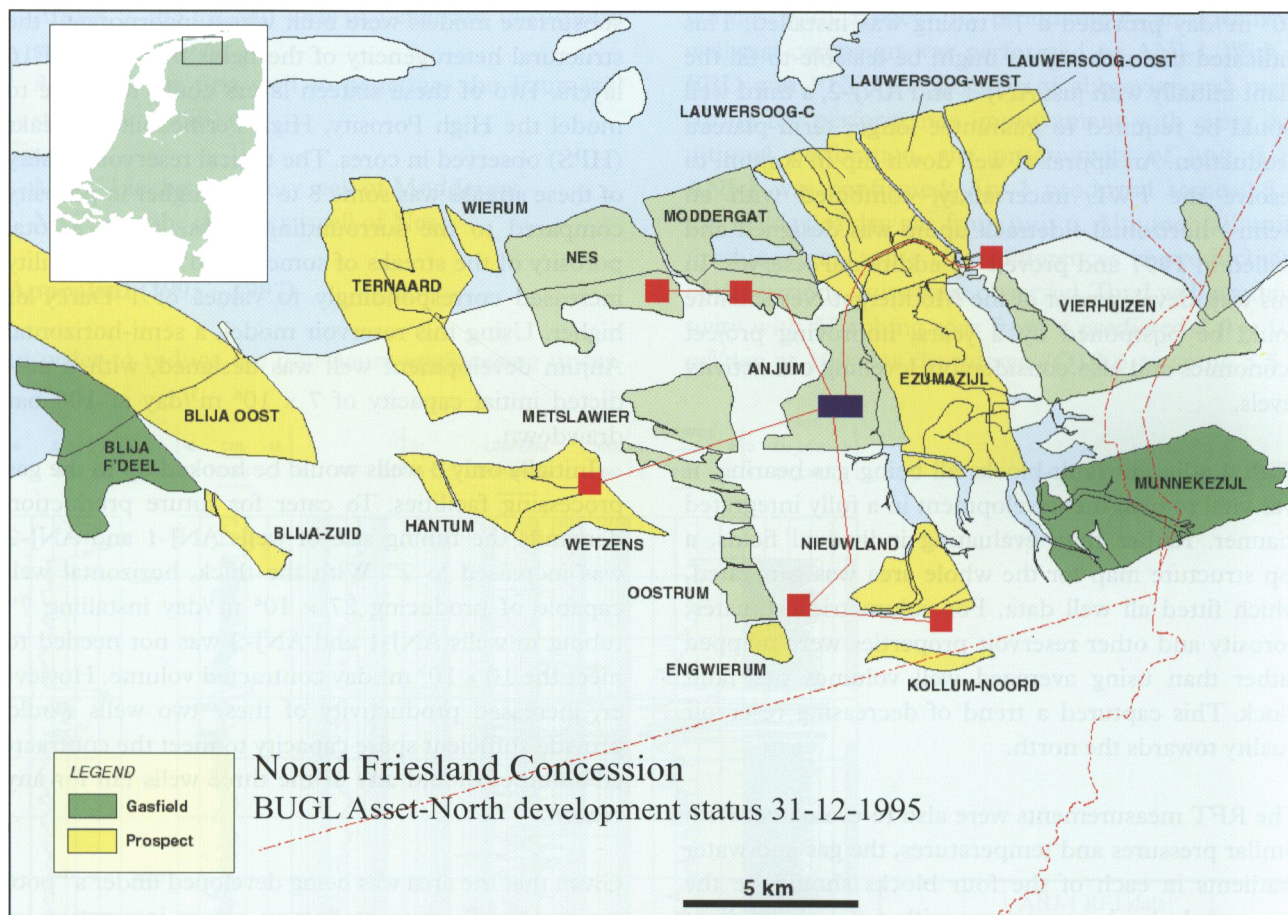 LAUWERSOOG-OOST
LAUWERSOOG-WEST
LAUWERSOOG-C
WIERUM
MODDERGAT
NES
TERNAARD
VIERHUIZEN
ANJUM
EZUMAZIJL
BLIJA OOST
METSLAWIER
BLIJA
F'DEEL
MUNNEKEZIJL
HANTUM
BLIJA-ZUID
WETZENS
NIEUWLAND
OOSTRUM
ENGWIERUM
KOLLUM-NOORD
Noord Friesland Concession
BUGL Asset-North development status 31-12-1995
LEGEND
Gasfield
Prospect
5 km